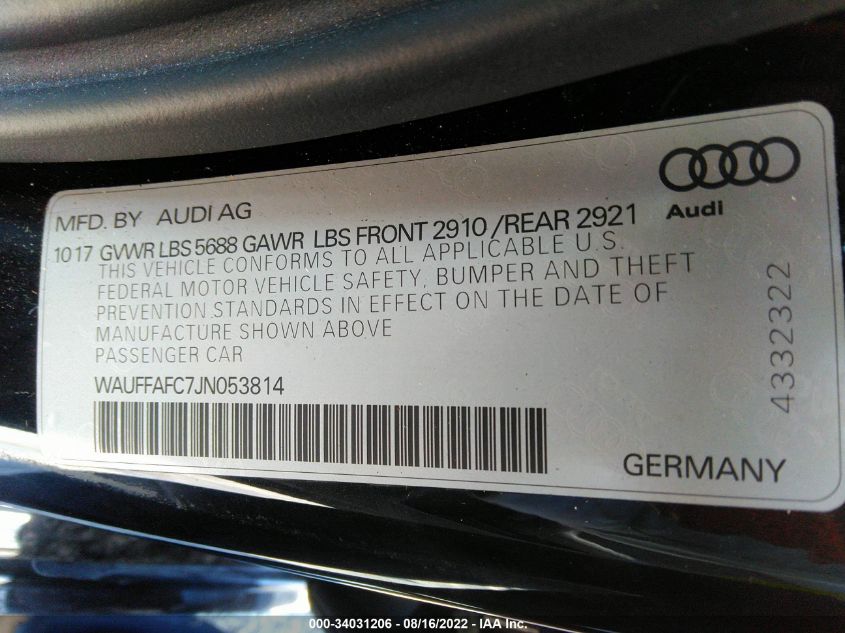 Audi
MFD. BY AUDI AG
1017 GVWR LBS 5688 GAWR LBS FRONT 2910 /REAR 2921
THIS VEHICLE CONFORMS TO ALL APPLICABLE U.S.
FEDERAL MOTOR VEHICLE SAFETY, BUMPER AND THEFT
PREVENTION STANDARDS IN EFFECT ON THE DATE OF
MANUFACTURE SHOWN ABOVE
PASSENGER CAR
WAUFFAFC7JN053814
4332322
GERMANY
000-34031206 - 08/16/2022 - IAA Inc.